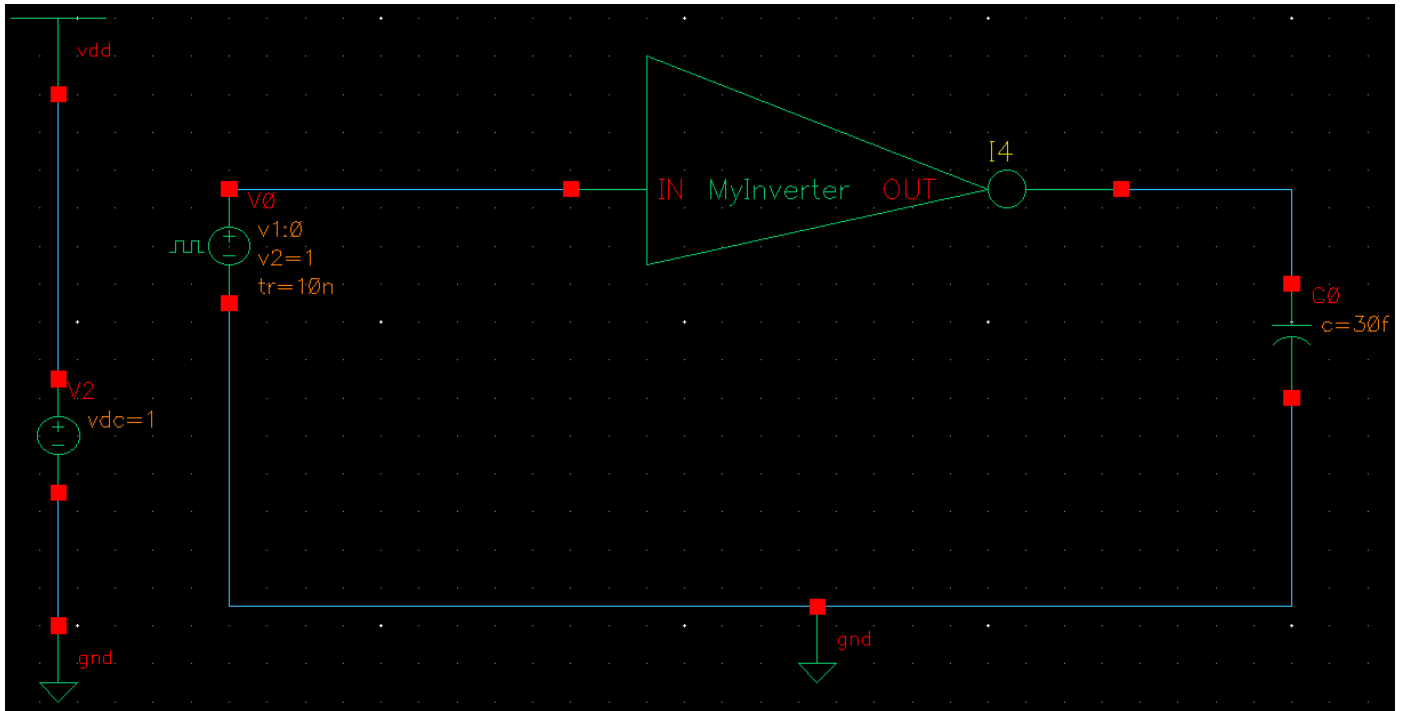 vdd
I4
IN MyInverter OUT
V0
v1:0
v2=1
tr=10n
C0
c=30f
V2
vdc=1
gnd
gnd